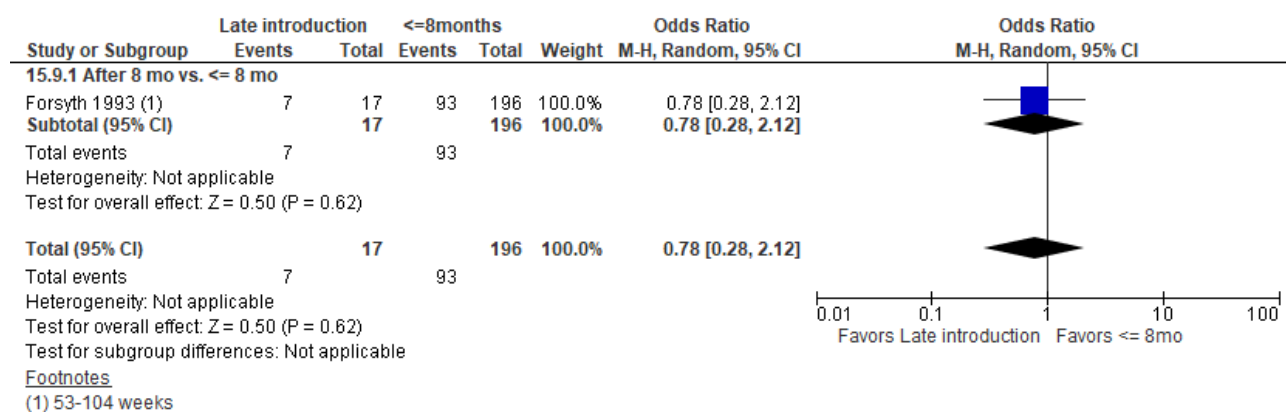 Late introduction <=8months Odds Ratio Odds Ratio
Study or Subgroup Events Total Events Total Weight M-H, Random, 95% CI M-H, Random, 95% CI
15.9.1 After 8 mo vs. <= 8 mo
Forsyth 1993 (1) 7 17 93 196 100.0% 0.78 [0.28, 2.12]
Subtotal (95% CI) 17 196 100.0% 0.78 [0.28, 2.12]
Total events 7 93
Heterogeneity: Not applicable
Test for overall effect: Z = 0.50 (P = 0.62)
Total (95% CI) 17 196 100.0% 0.78 [0.28, 2.12]
Total events 7 93
Heterogeneity: Not applicable
Test for overall effect: Z = 0.50 (P = 0.62)
Test for subgroup differences: Not applicable
0.01 0.1 1 10 100
Favors Late introduction Favors <= 8mo
Footnotes
(1) 53-104 weeks